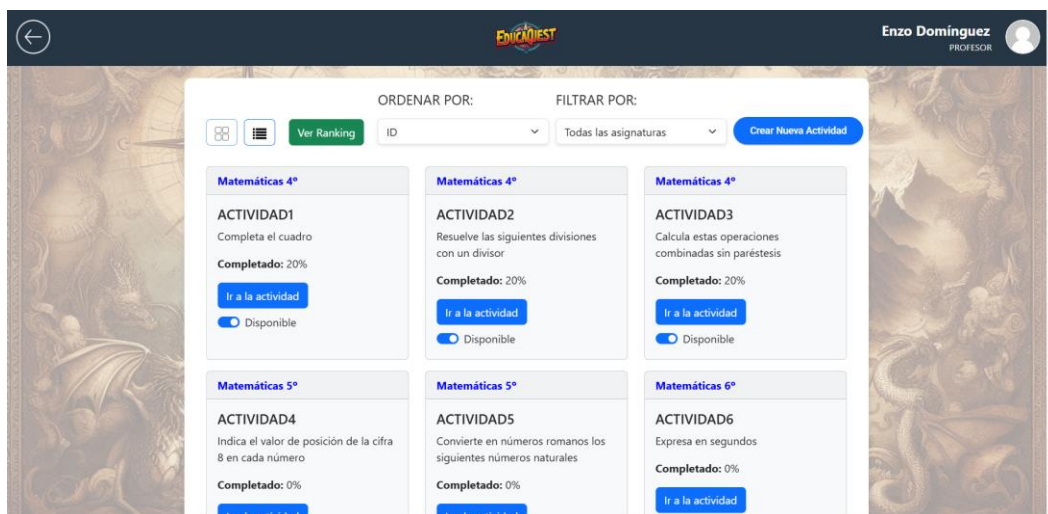 EDUCAQUEST
Enzo Domínguez
PROFESOR
ORDENAR POR:
FILTRAR POR:
Ver Ranking
ID
Todas las asignaturas
Crear Nueva Actividad
Matemáticas 4º
ACTIVIDAD1
Completa el cuadro
Completado: 20%
Ir a la actividad
Disponible
Matemáticas 4º
ACTIVIDAD2
Resuelve las siguientes divisiones
con un divisor
Completado: 20%
Ir a la actividad
Disponible
Matemáticas 4º
ACTIVIDAD3
Calcula estas operaciones
combinadas sin paréstesis
Completado: 20%
Ir a la actividad
Disponible
Matemáticas 5º
ACTIVIDAD4
Indica el valor de posición de la cifra
8 en cada número
Completado: 0%
Matemáticas 5º
ACTIVIDAD5
Convierte en números romanos los
siguientes números naturales
Completado: 0%
Matemáticas 6º
ACTIVIDAD6
Expresa en segundos
Completado: 0%
Ir a la actividad